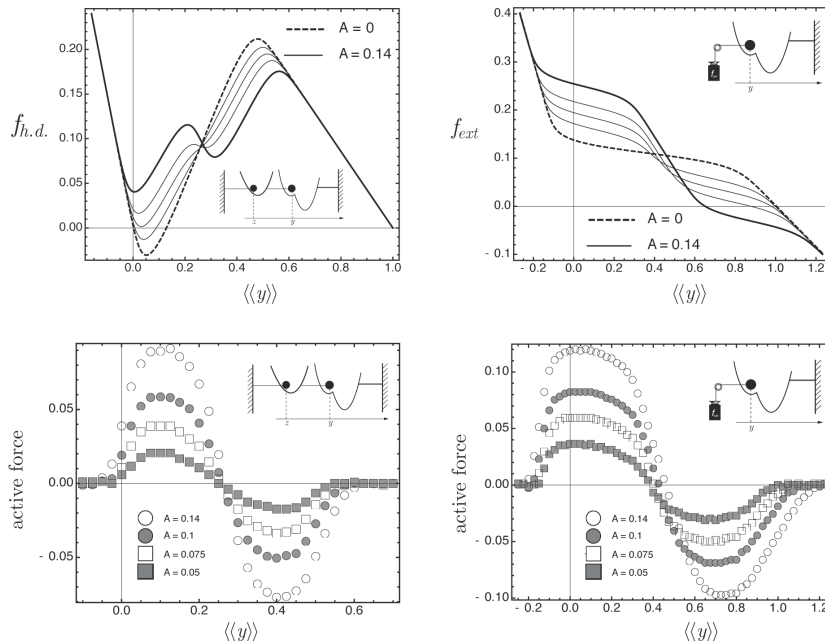 A = 0
A = 0.14
0.20
0.15
0.10
0.05
0.00
f_{h.d.}
z
y
0.0 0.2 0.4 0.6 0.8 1.0
⟨⟨y⟩⟩
0.4
0.3
0.2
0.1
0.0
- 0.1
f_{ext}
y
A = 0
A = 0.14
- 0.2 0.0 0.2 0.4 0.6 0.8 1.0 1.2
⟨⟨y⟩⟩
0.05
0.00
- 0.05
active force
z
y
A = 0.14
A = 0.1
A = 0.075
A = 0.05
0.0 0.2 0.4 0.6
⟨⟨y⟩⟩
0.10
0.05
0.00
- 0.05
- 0.10
active force
y
A = 0.14
A = 0.1
A = 0.075
A = 0.05
- 0.2 0.0 0.2 0.4 0.6 0.8 1.0 1.2
⟨⟨y⟩⟩